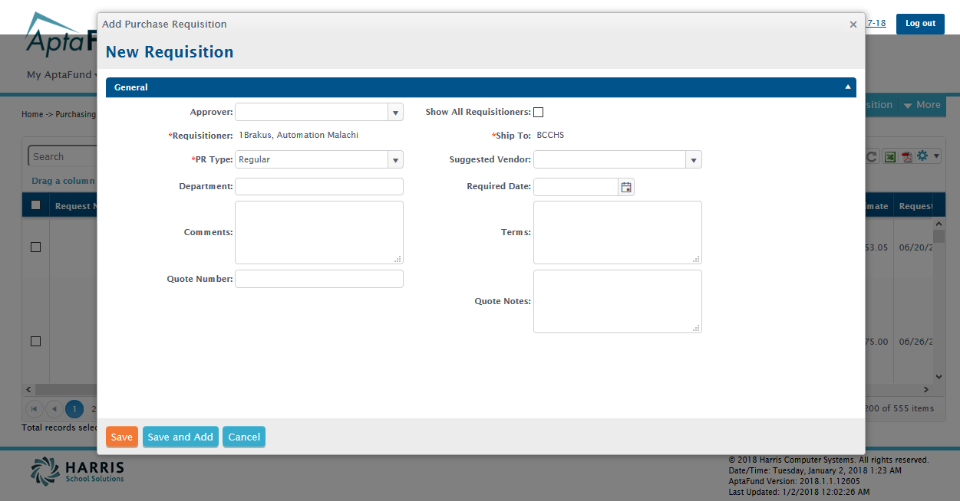 Add Purchase Requisition
×
7-18
Log out
AptaF
New Requisition
My AptaFund
General
Home -> Purchasing
sition
More
Approver:
Show All Requisitioners:
*Requisitioner: 1Brakus, Automation Malachi
*Ship To: BCCHS
Search
*PR Type: Regular
Suggested Vendor:
Drag a column
Department:
Required Date:
Request N
mate
Request
Comments:
Terms:
53.05
06/20/2
Quote Number:
Quote Notes:
75.00
06/26/2
1
2
200 of 555 items
Total records selec
Save
Save and Add
Cancel
HARRIS
School Solutions
© 2018 Harris Computer Systems. All rights reserved.
Date/Time: Tuesday, January 2, 2018 1:23 AM
AptaFund Version: 2018.1.1.12605
Last Updated: 1/2/2018 12:02:26 AM